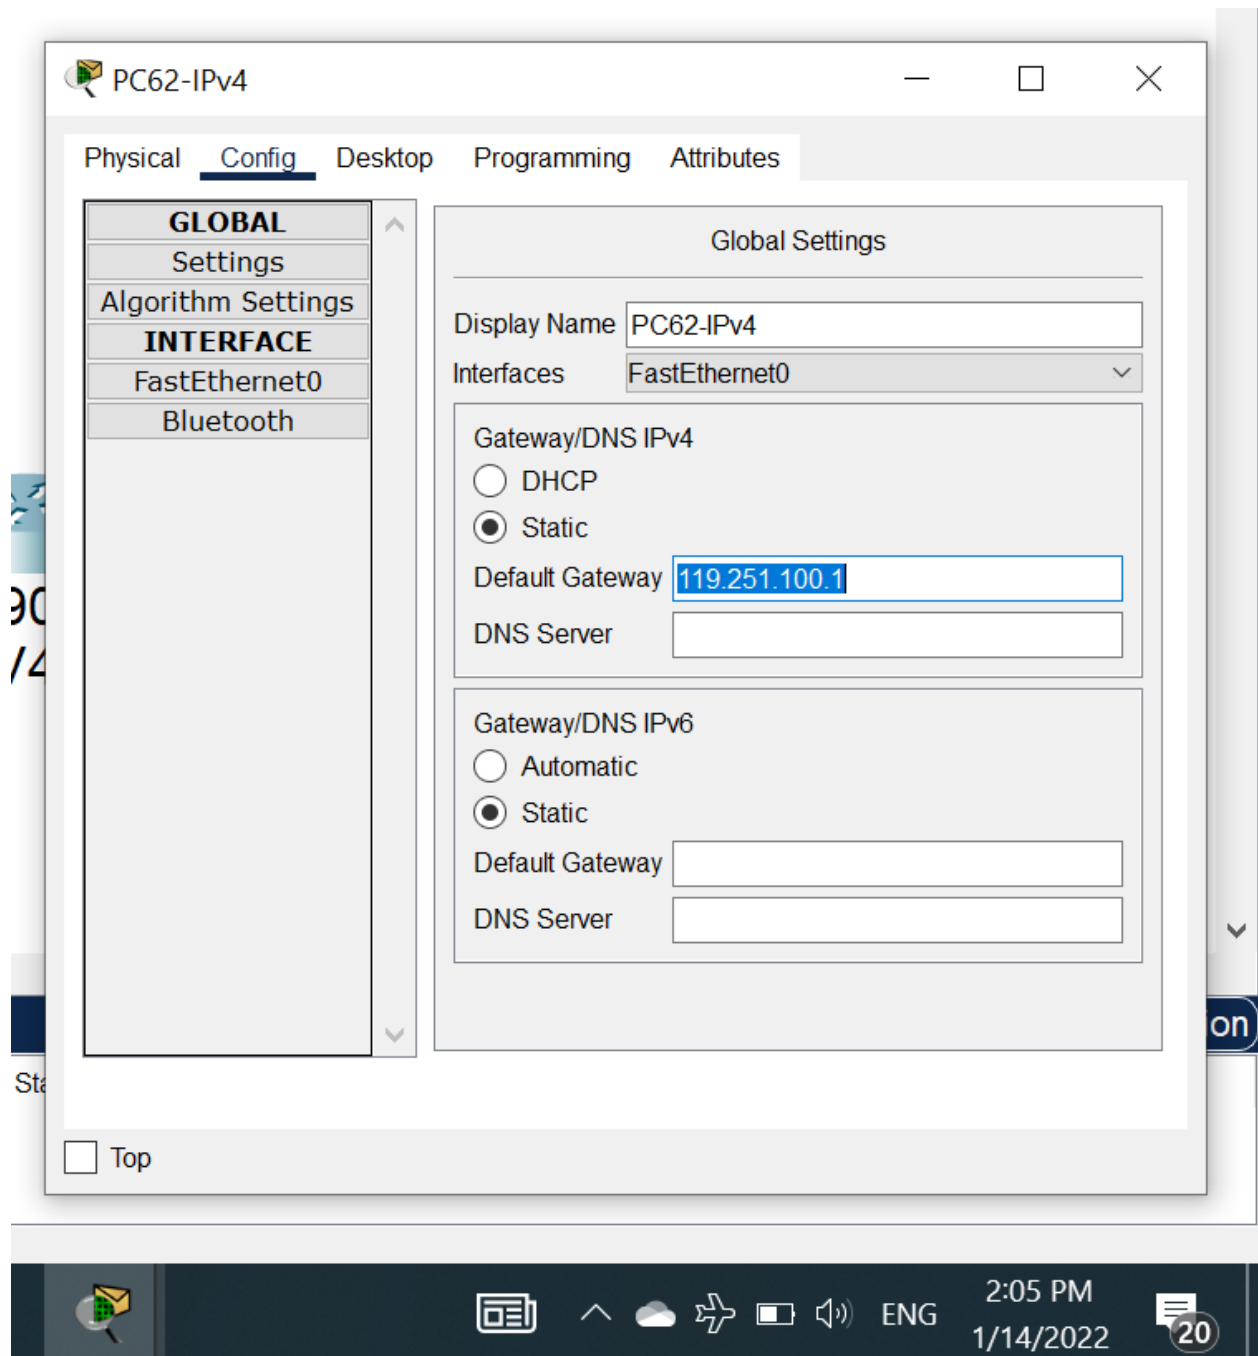 PC62-IPv4
Physical Config Desktop Programming Attributes
GLOBAL
Settings
Algorithm Settings
INTERFACE
FastEthernet0
Bluetooth
Global Settings
Display Name PC62-IPv4
Interfaces FastEthernet0
Gateway/DNS IPv4
DHCP
Static
Default Gateway 119.251.100.1
DNS Server
Gateway/DNS IPv6
Automatic
Static
Default Gateway
DNS Server
Top
ENG
2:05 PM
1/14/2022
20